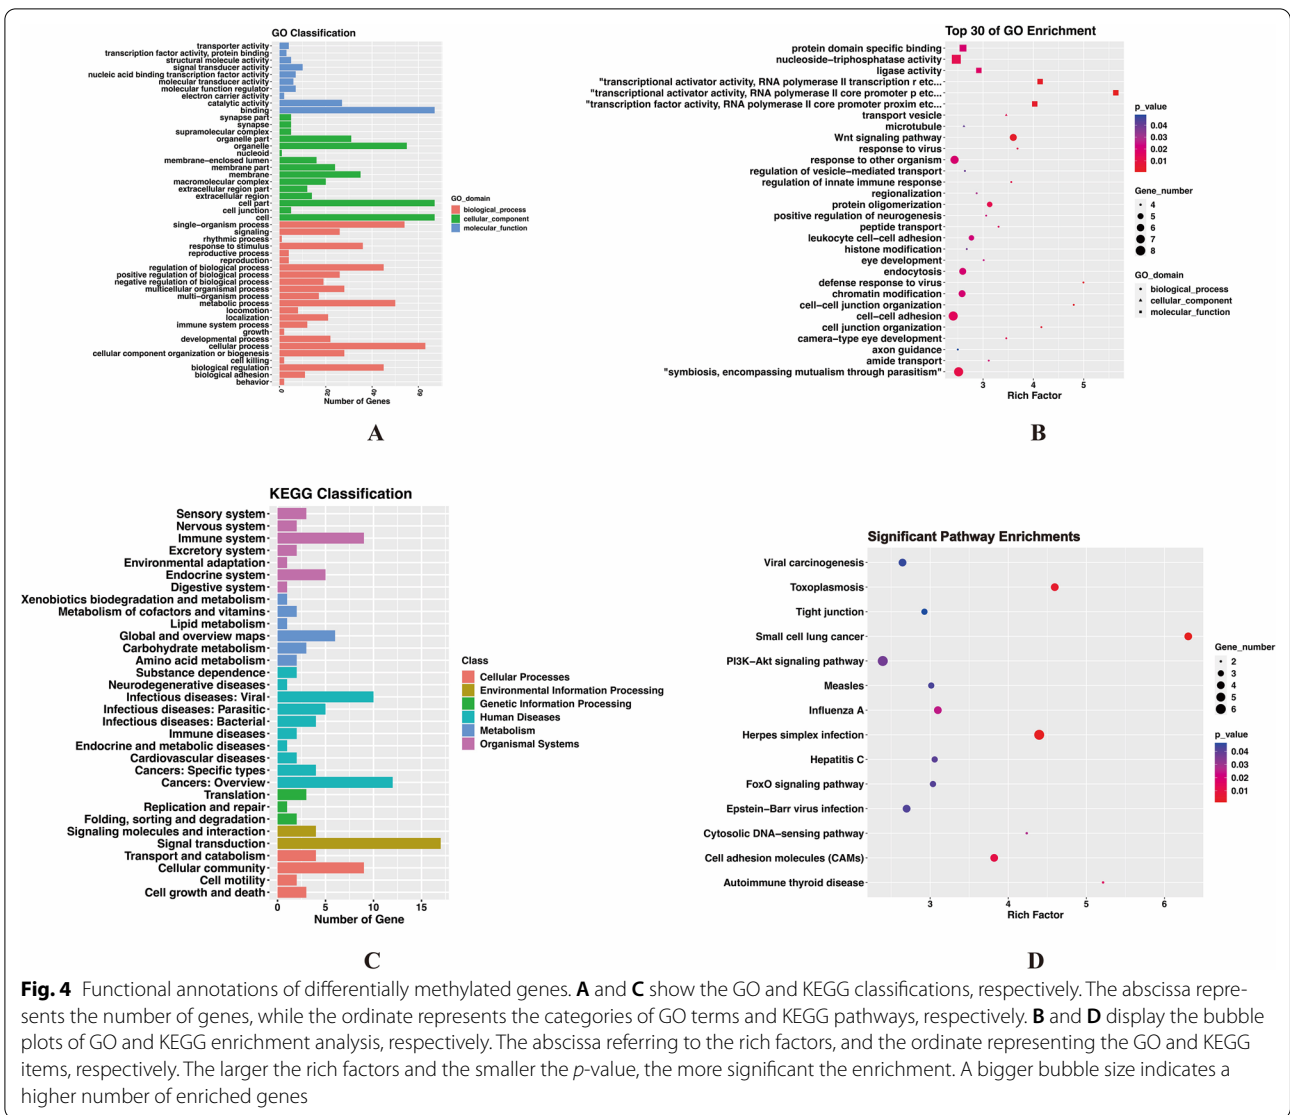 GO Classification
transporter activity
transcription factor activity, protein binding
structural molecule activity
signal transducer activity
nucleic acid binding transcription factor activity
molecular transducer activity
molecular function regulator
electron carrier activity
catalytic activity
binding
synapse part
synapse
supramolecular complex
organelle part
organelle
nucleoid
membrane-enclosed lumen
membrane part
membrane
macromolecular complex
extracellular region part
extracellular region
cell part
cell junction
cell
single-organism process
signaling
rhythmic process
response to stimulus
reproductive process
reproduction
regulation of biological process
positive regulation of biological process
negative regulation of biological process
multicellular organismal process
multi-organism process
metabolic process
locomotion
localization
immune system process
growth
developmental process
cellular process
cellular component organization or biogenesis
cell killing
biological regulation
biological adhesion
behavior
0 20 40 60
Number of Genes
GO_domain
biological_process
cellular_component
molecular_function
A
Top 30 of GO Enrichment
protein domain specific binding
nucleoside-triphosphatase activity
ligase activity
"transcriptional activator activity, RNA polymerase II transcription r etc...
"transcriptional activator activity, RNA polymerase II core promoter p etc...
"transcription factor activity, RNA polymerase II core promoter proxim etc...
transport vesicle
microtubule
Wnt signaling pathway
response to virus
response to other organism
regulation of vesicle-mediated transport
regulation of innate immune response
regionalization
protein oligomerization
positive regulation of neurogenesis
peptide transport
leukocyte cell-cell adhesion
histone modification
eye development
endocytosis
defense response to virus
chromatin modification
cell-cell junction organization
cell-cell adhesion
cell junction organization
camera-type eye development
axon guidance
amide transport
"symbiosis, encompassing mutualism through parasitism"
3 4 5
Rich Factor
p_value
0.04
0.03
0.02
0.01
Gene_number
4
5
6
7
8
GO_domain
biological_process
cellular_component
molecular_function
B
KEGG Classification
Sensory system
Nervous system
Immune system
Excretory system
Environmental adaptation
Endocrine system
Digestive system
Xenobiotics biodegradation and metabolism
Metabolism of cofactors and vitamins
Lipid metabolism
Global and overview maps
Carbohydrate metabolism
Amino acid metabolism
Substance dependence
Neurodegenerative diseases
Infectious diseases: Viral
Infectious diseases: Parasitic
Infectious diseases: Bacterial
Immune diseases
Endocrine and metabolic diseases
Cardiovascular diseases
Cancers: Specific types
Cancers: Overview
Translation
Replication and repair
Folding, sorting and degradation
Signaling molecules and interaction
Signal transduction
Transport and catabolism
Cellular community
Cell motility
Cell growth and death
0 5 10 15
Number of Gene
Class
Cellular Processes
Environmental Information Processing
Genetic Information Processing
Human Diseases
Metabolism
Organismal Systems
C
Significant Pathway Enrichments
Viral carcinogenesis
Toxoplasmosis
Tight junction
Small cell lung cancer
PI3K-Akt signaling pathway
Measles
Influenza A
Herpes simplex infection
Hepatitis C
FoxO signaling pathway
Epstein-Barr virus infection
Cytosolic DNA-sensing pathway
Cell adhesion molecules (CAMs)
Autoimmune thyroid disease
3 4 5 6
Rich Factor
Gene_number
2
3
4
5
6
p_value
0.04
0.03
0.02
0.01
D
Fig. 4 Functional annotations of differentially methylated genes. A and C show the GO and KEGG classifications, respectively. The abscissa repre-
sents the number of genes, while the ordinate represents the categories of GO terms and KEGG pathways, respectively. B and D display the bubble
plots of GO and KEGG enrichment analysis, respectively. The abscissa referring to the rich factors, and the ordinate representing the GO and KEGG
items, respectively. The larger the rich factors and the smaller the p-value, the more significant the enrichment. A bigger bubble size indicates a
higher number of enriched genes